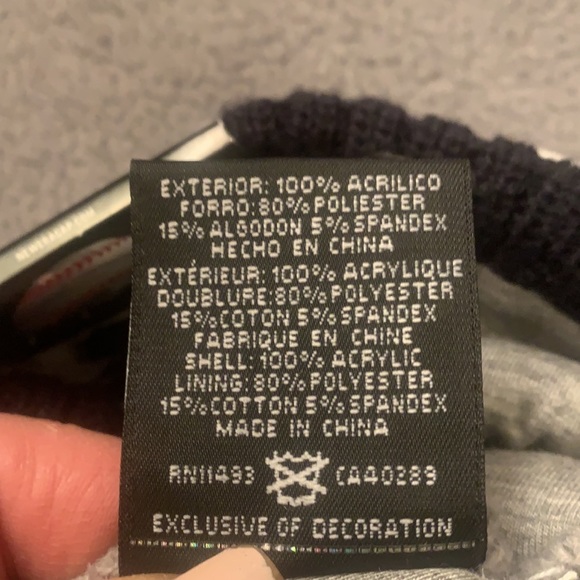 EXTERIOR: 100% ACRILICO
FORRO: 80% POLIESTER
15% ALGODON 5% SPANDEX
HECHO EN CHINA
EXTÉRIEUR: 100% ACRYLIQUE
DOUBLURE: 80% POLYESTER
15% COTON 5% SPANDEX
FABRIQUE EN CHINE
SHELL: 100% ACRYLIC
LINING: 80% POLYESTER
15% COTTON 5% SPANDEX
MADE IN CHINA
RN11493 CA40289
EXCLUSIVE OF DECORATION